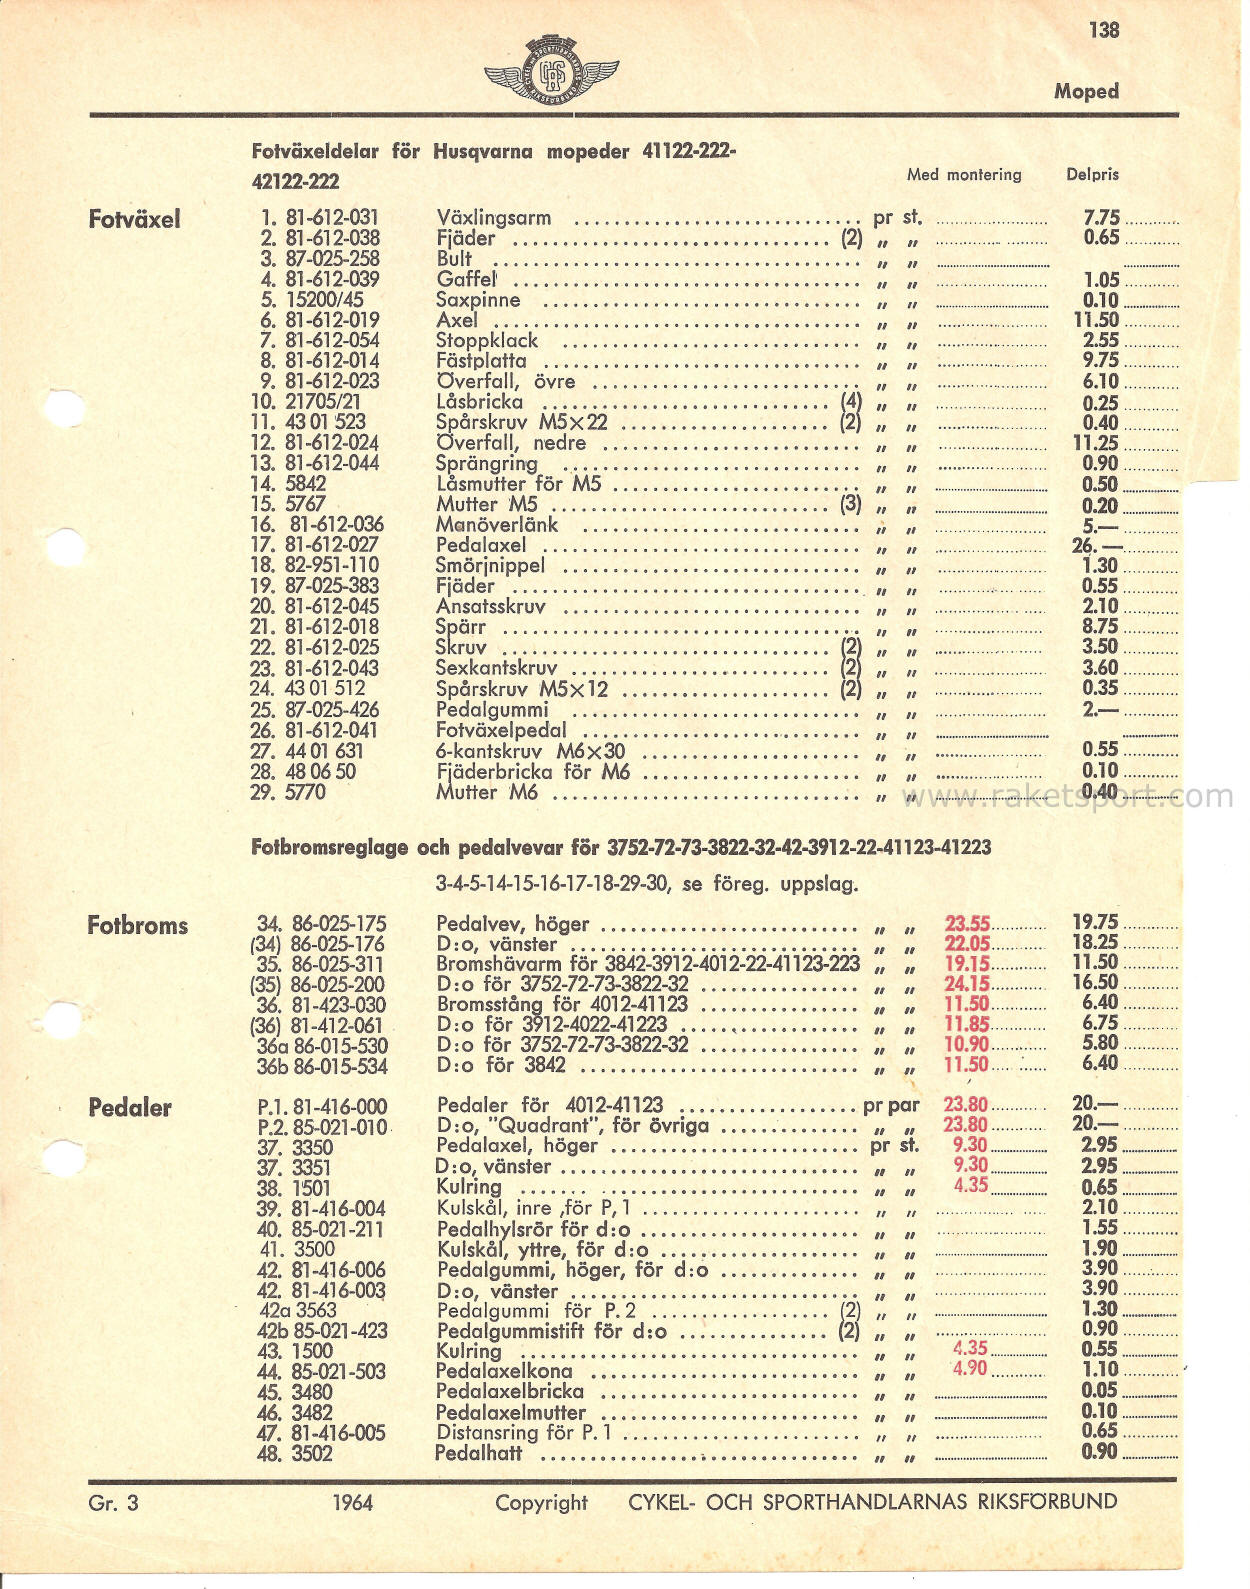 138
Moped
Fotväxeldelar för Husqvarna mopeder 41122-222-
42122-222
Med montering Delpris
Fotväxel 1. 81-612-031 Växlingsarm pr st. 7.75
2. 81-612-038 Fjäder (2) „ „ 0.65
3. 87-025-258 Bult „ „
4. 81-612-039 Gaffel „ „ 1.05
5. 15200/45 Saxpinne „ „ 0.10
6. 81-612-019 Axel „ „ 11.50
7. 81-612-054 Stoppklack „ „ 2.55
8. 81-612-014 Fästplatta „ „ 9.75
9. 81-612-023 Överfall, övre „ „ 6.10
10. 21705/21 Låsbricka (4) „ „ 0.25
11. 43 01 523 Spårskruv M5×22 (2) „ „ 0.40
12. 81-612-024 Överfall, nedre „ „ 11.25
13. 81-612-044 Sprängring „ „ 0.90
14. 5842 Låsmutter för M5 „ „ 0.50
15. 5767 Mutter M5 (3) „ „ 0.20
16. 81-612-036 Manöverlänk „ „ 5.—
17. 81-612-027 Pedalaxel „ „ 26.—
18. 82-951-110 Smörjnippel „ „ 1.30
19. 87-025-383 Fjäder „ „ 0.55
20. 81-612-045 Ansatsskruv „ „ 2.10
21. 81-612-018 Spärr „ „ 8.75
22. 81-612-025 Skruv (2) „ „ 3.50
23. 81-612-043 Sexkantskruv (2) „ „ 3.60
24. 43 01 512 Spårskruv M5×12 (2) „ „ 0.35
25. 87-025-426 Pedalgummi „ „ 2.—
26. 81-612-041 Fotväxelpedal „ „
27. 44 01 631 6-kantskruv M6×30 „ „ 0.55
28. 48 06 50 Fjäderbricka för M6 „ „ 0.10
29. 5770 Mutter M6 „ „ 0.40
www.raketsport.com
Fotbromsreglage och pedalvevar för 3752-72-73-3822-32-42-3912-22-41123-41223
3-4-5-14-15-16-17-18-29-30, se föreg. uppslag.
Fotbroms 34. 86-025-175 Pedalvev, höger „ „ 23.55 19.75
(34) 86-025-176 D:o, vänster „ „ 22.05 18.25
35. 86-025-311 Bromshävarm för 3842-3912-4012-22-41123-223 „ „ 19.15 11.50
(35) 86-025-200 D:o för 3752-72-73-3822-32 „ „ 24.15 16.50
36. 81-423-030 Bromsstång för 4012-41123 „ „ 11.50 6.40
(36) 81-412-061 D:o för 3912-4022-41223 „ „ 11.85 6.75
36a 86-015-530 D:o för 3752-72-73-3822-32 „ „ 10.90 5.80
36b 86-015-534 D:o för 3842 „ „ 11.50 6.40
Pedaler P.1. 81-416-000 Pedaler för 4012-41123 pr par 23.80 20.—
P.2. 85-021-010 D:o, "Quadrant", för övriga „ „ 23.80 20.—
37. 3350 Pedalaxel, höger pr st. 9.30 2.95
37. 3351 D:o, vänster „ „ 9.30 2.95
38. 1501 Kulring „ „ 4.35 0.65
39. 81-416-004 Kulskål, inre ,för P, 1 „ „ 2.10
40. 85-021-211 Pedalhylsrör för d:o „ „ 1.55
41. 3500 Kulskål, yttre, för d:o „ „ 1.90
42. 81-416-006 Pedalgummi, höger, för d:o „ „ 3.90
42. 81-416-003 D:o, vänster „ „ 3.90
42a 3563 Pedalgummi för P. 2 (2) „ „ 1.30
42b 85-021-423 Pedalgummistift för d:o (2) „ „ 0.90
43. 1500 Kulring „ „ 4.35 0.55
44. 85-021-503 Pedalaxelkona „ „ 4.90 1.10
45. 3480 Pedalaxelbricka „ „ 0.05
46. 3482 Pedalaxelmutter „ „ 0.10
47. 81-416-005 Distansring för P. 1 „ „ 0.65
48. 3502 Pedalhatt „ „ 0.90
Gr. 3 1964 Copyright CYKEL- OCH SPORTHANDLARNAS RIKSFÖRBUND